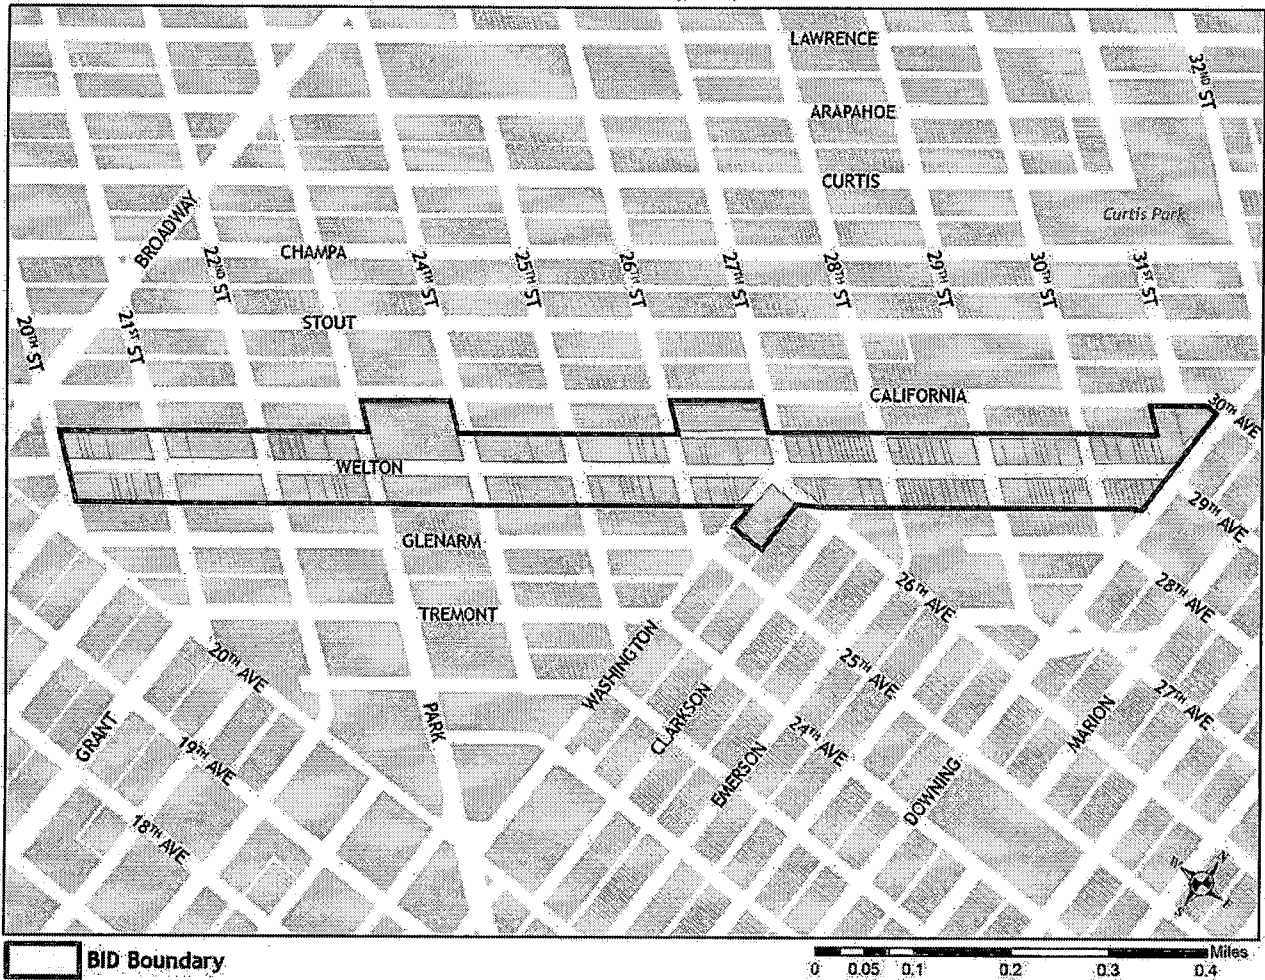 LAWRENCE
32ND ST
ARAPAHOE
CURTIS
Curtis Park
BROADWAY
22ND ST
CHAMPA
24TH ST
25TH ST
26TH ST
27TH ST
28TH ST
29TH ST
30TH ST
31ST ST
20TH ST
21ST ST
STOUT
CALIFORNIA
30TH AVE
WELTON
29TH AVE
GLENARM
26TH AVE
28TH AVE
TREMONT
20TH AVE
WASHINGTON
25TH AVE
27TH AVE
GRANT
19TH AVE
PARK
CLARKSON
24TH AVE
MARION
EMERSON
DOWNING
18TH AVE
N
W
E
S
BID Boundary
Miles
0 0.05 0.1 0.2 0.3 0.4